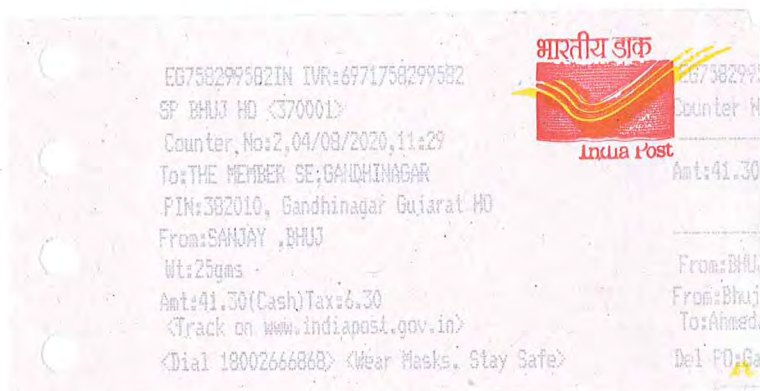 भारतीय डाक
India Post
EG758299582IN IVR:6971758299582
SP BHUJ HO <370001>
Counter No:2,04/08/2020,11:29
To:THE MEMBER SE;GANDHINAGAR
PIN:382010, Gandhinagar Gujarat HO
From:SANJAY ,BHUJ
Wt:25gms
Amt:41.30(Cash)Tax:6.30
<Track on www.indiapost.gov.in>
<Dial 18002666868> <Wear Masks, Stay Safe>
Counter
Amt:41.30
From:BHUJ
From:Bhuj
Del PO:Ga